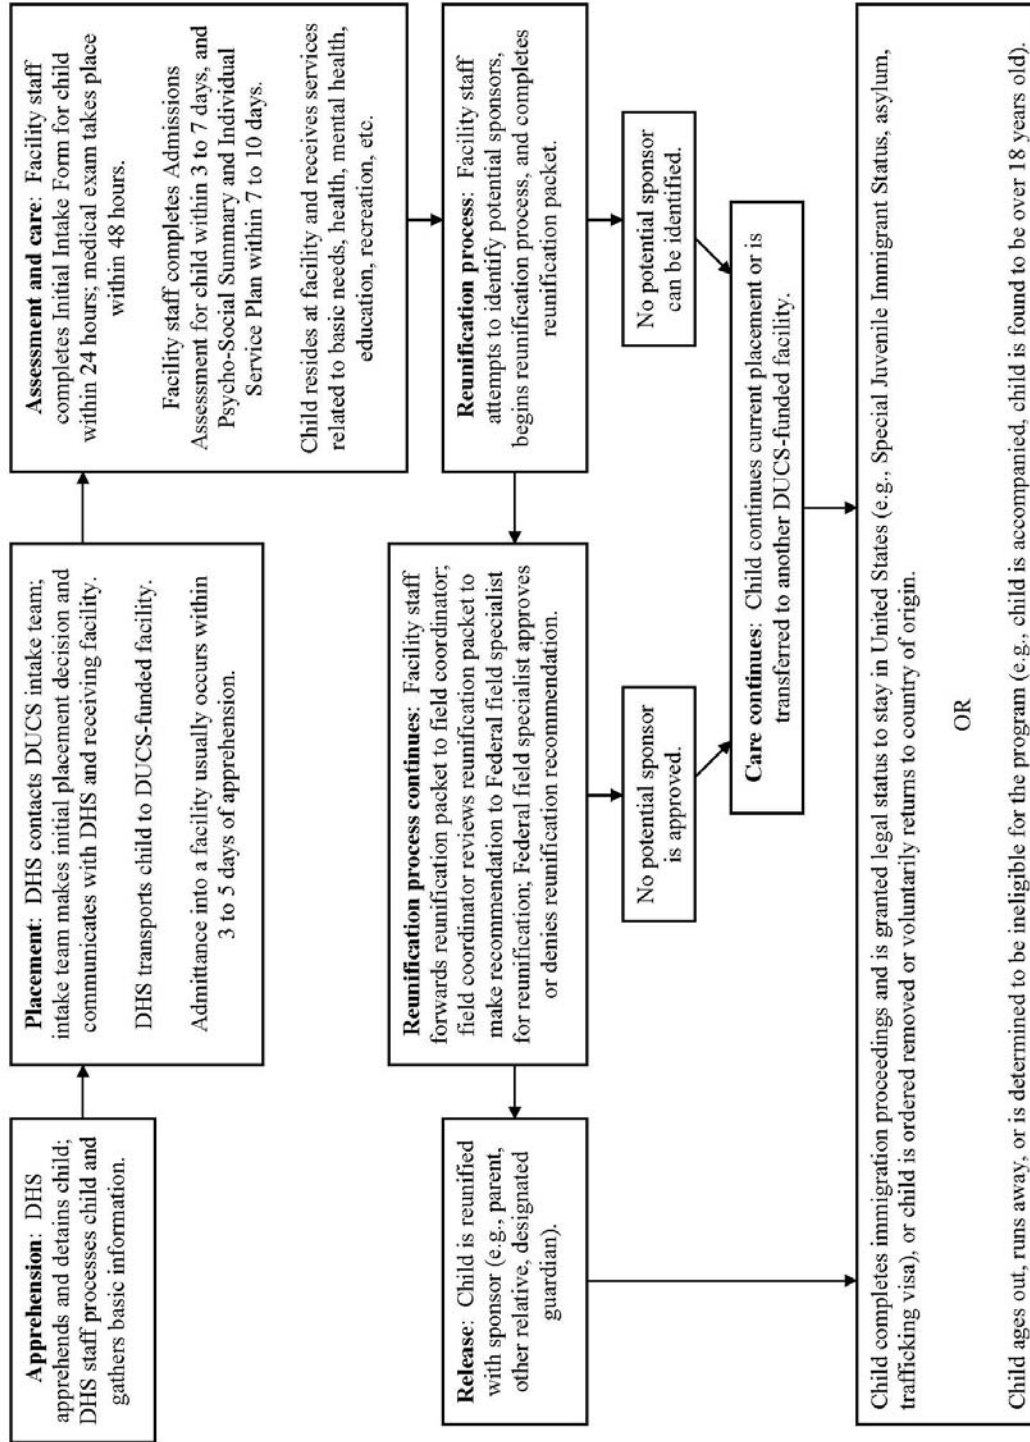 Apprehension: DHS
apprehends and detains child;
DHS staff processes child and
gathers basic information.
Placement: DHS contacts DUCS intake team;
intake team makes initial placement decision and
communicates with DHS and receiving facility.
DHS transports child to DUCS-funded facility.
Admittance into a facility usually occurs within
3 to 5 days of apprehension.
Assessment and care: Facility staff
completes Initial Intake Form for child
within 24 hours; medical exam takes place
within 48 hours.
Facility staff completes Admissions
Assessment for child within 3 to 7 days, and
Psycho-Social Summary and Individual
Service Plan within 7 to 10 days.
Child resides at facility and receives services
related to basic needs, health, mental health,
education, recreation, etc.
Reunification process: Facility staff
attempts to identify potential sponsors,
begins reunification process, and completes
reunification packet.
Reunification process continues: Facility staff
forwards reunification packet to field coordinator;
field coordinator reviews reunification packet to
make recommendation to Federal field specialist
for reunification; Federal field specialist approves
or denies reunification recommendation.
Release: Child is reunified
with sponsor (e.g., parent,
other relative, designated
guardian).
No potential sponsor
is approved.
No potential sponsor
can be identified.
Care continues: Child continues current placement or is
transferred to another DUCS-funded facility.
Child completes immigration proceedings and is granted legal status to stay in United States (e.g., Special Juvenile Immigrant Status, asylum,
trafficking visa), or child is ordered removed or voluntarily returns to country of origin.
OR
Child ages out, runs away, or is determined to be ineligible for the program (e.g., child is accompanied, child is found to be over 18 years old).